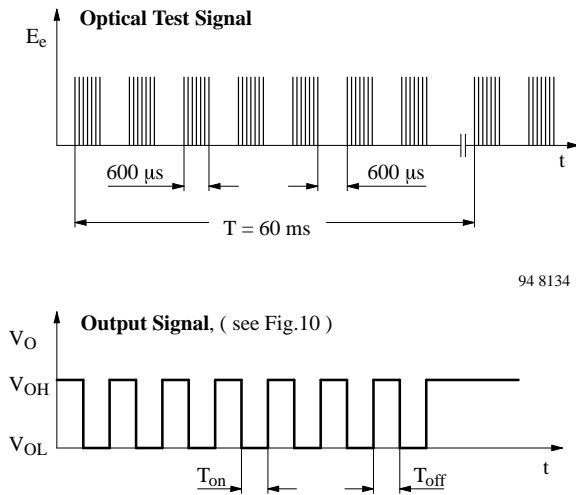 Optical Test Signal
Ee
t
600 µs
600 µs
T = 60 ms
94 8134
Output Signal, ( see Fig.10 )
VO
VOH
VOL
t
Ton
Toff